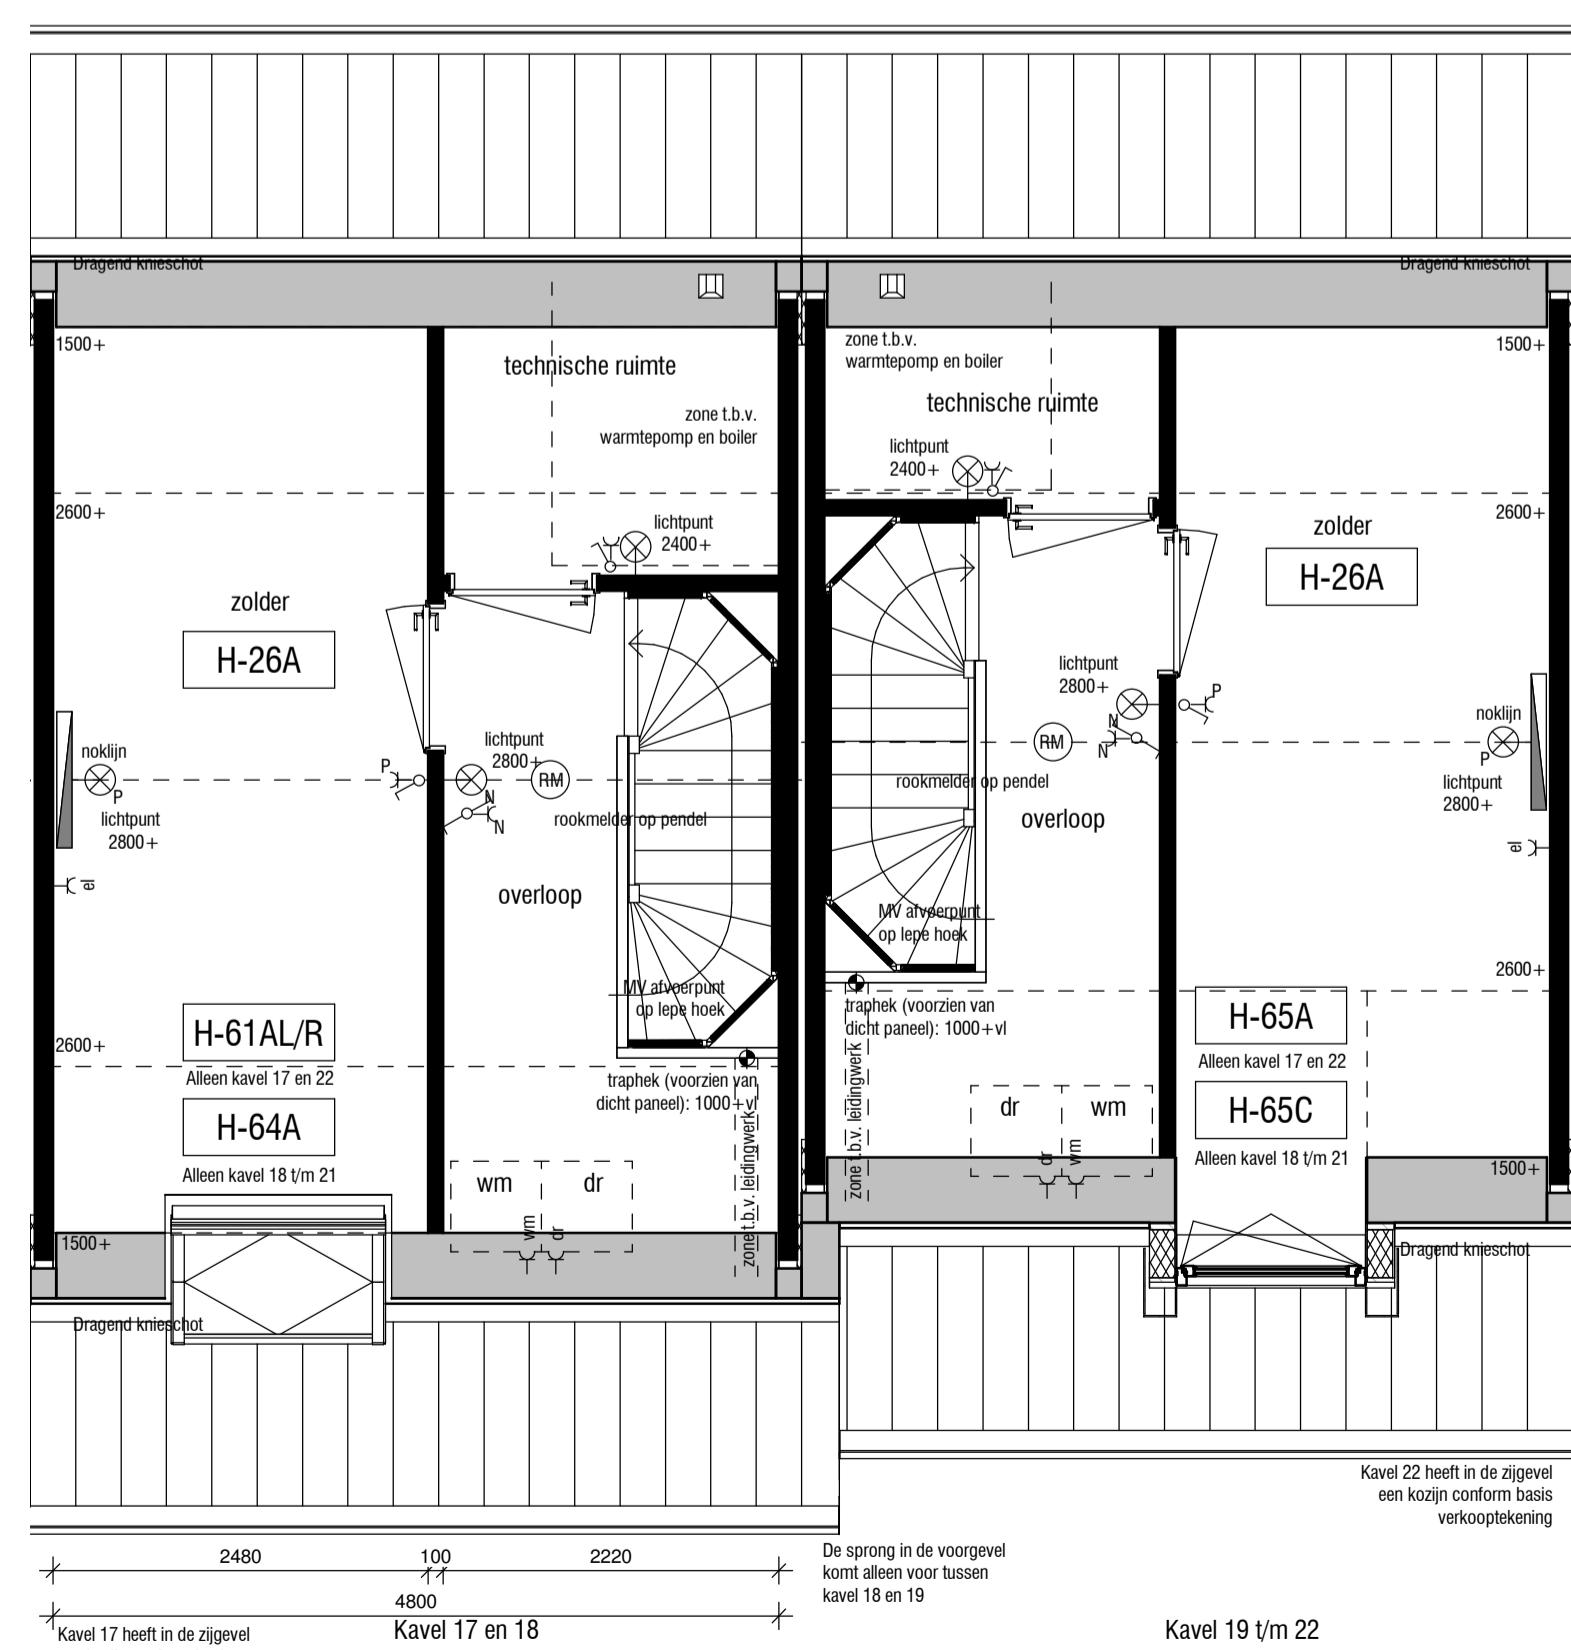 Dragend knieschot
Dragend knieschot
1500+
technische ruimte
zone t.b.v.
warmtepomp en boiler
zone t.b.v.
warmtepomp en boiler
technische ruimte
1500+
lichtpunt
2400+
2600+
lichtpunt
2400+
2600+
zolder
H-26A
zolder
H-26A
lichtpunt
2800+
P
N
N
RM
noklijn
P
lichtpunt
2800+
noklijn
P
lichtpunt
2800+
P
lichtpunt
2800+
RM
N
N
rookmelder op pendel
rookmelder op pendel
overloop
el
el
overloop
MV afvoerpunt
op lepe hoek
MV afvoerpunt
op lepe hoek
2600+
2600+
H-61AL/R
Alleen kavel 17 en 22
H-64A
Alleen kavel 18 t/m 21
traphek (voorzien van
dicht paneel): 1000+vl
traphek (voorzien van
dicht paneel): 1000+vl
zone t.b.v. leidingwerk
zone t.b.v. leidingwerk
H-65A
Alleen kavel 17 en 22
H-65C
Alleen kavel 18 t/m 21
dr
wm
dr
wm
1500+
wm
dr
wm
dr
1500+
Dragend knieschot
Dragend knieschot
Kavel 22 heeft in de zijgevel
een kozijn conform basis
verkooptekening
2480
100
2220
4800
De sprong in de voorgevel
komt alleen voor tussen
kavel 18 en 19
Kavel 17 heeft in de zijgevel
Kavel 17 en 18
Kavel 19 t/m 22